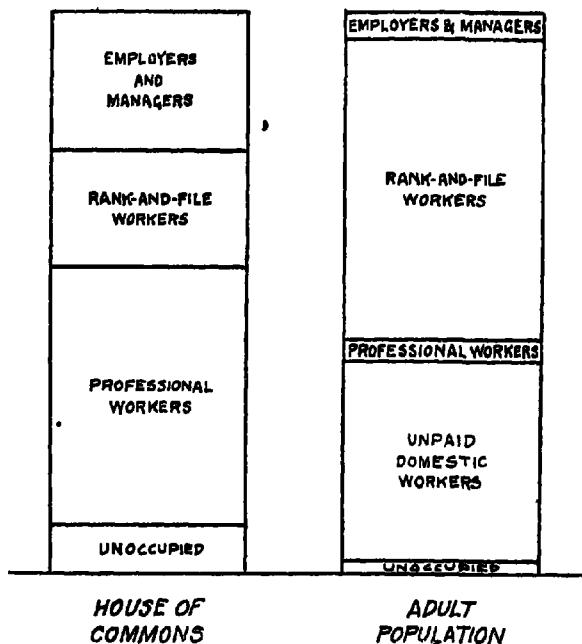 EMPLOYERS
AND
MANAGERS
RANK-AND-FILE
WORKERS
PROFESSIONAL
WORKERS
UNOCCUPIED
HOUSE OF
COMMONS
EMPLOYERS & MANAGERS
RANK-AND-FILE
WORKERS
PROFESSIONAL WORKERS
UNPAID
DOMESTIC
WORKERS
UNOCCUPIED
ADULT
POPULATION